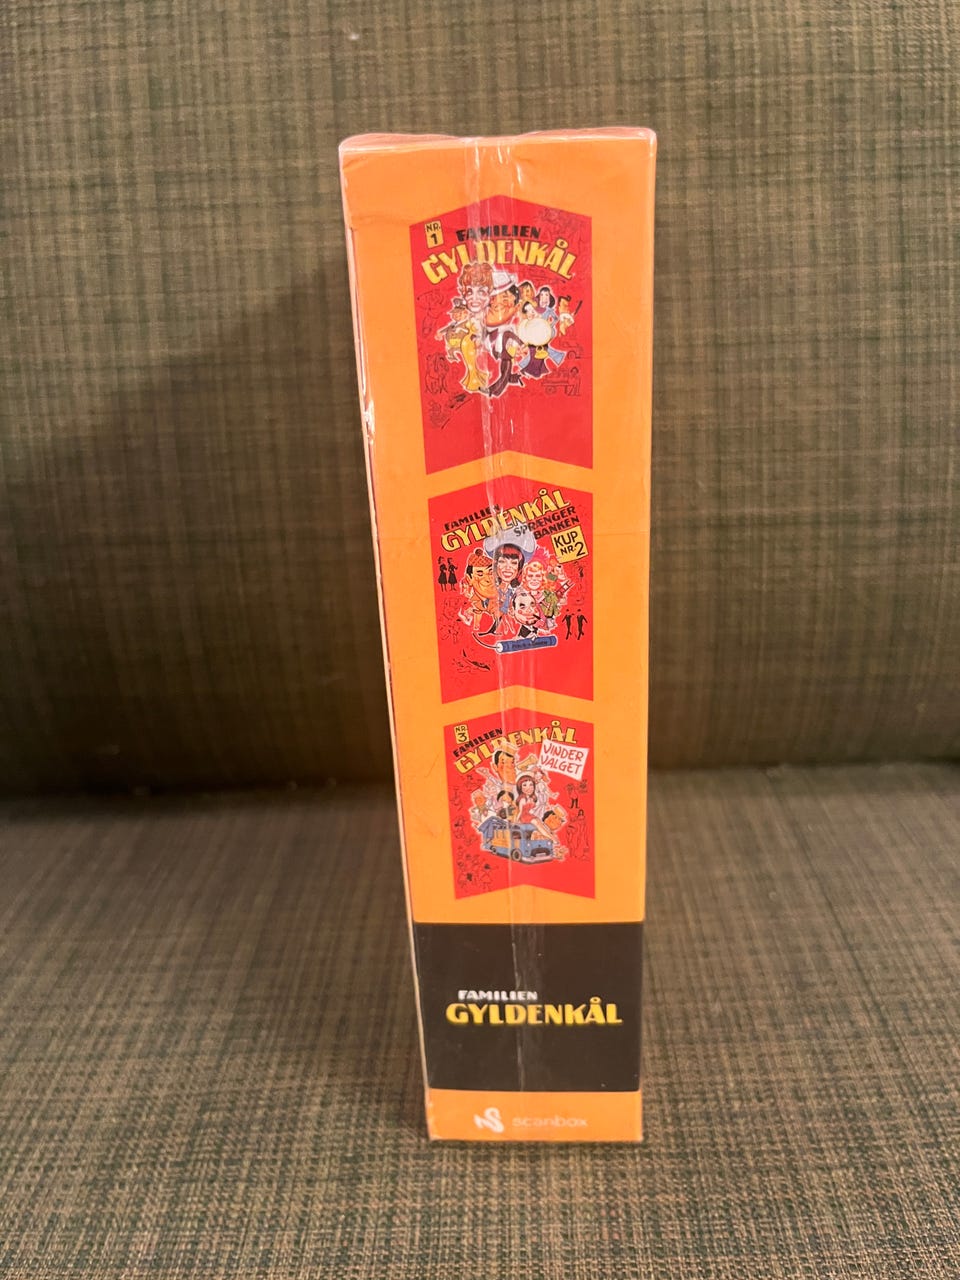 NR.
1
FAMILIEN
GYLDENKÅL
FAMILIEN
GYLDENKÅL
SPRÆNGER
BANKEN
KUP
NR.2
NR.
3
FAMILIEN
GYLDENKÅL
VINDER
VALGET
FAMILIEN
GYLDENKÅL
scanbox